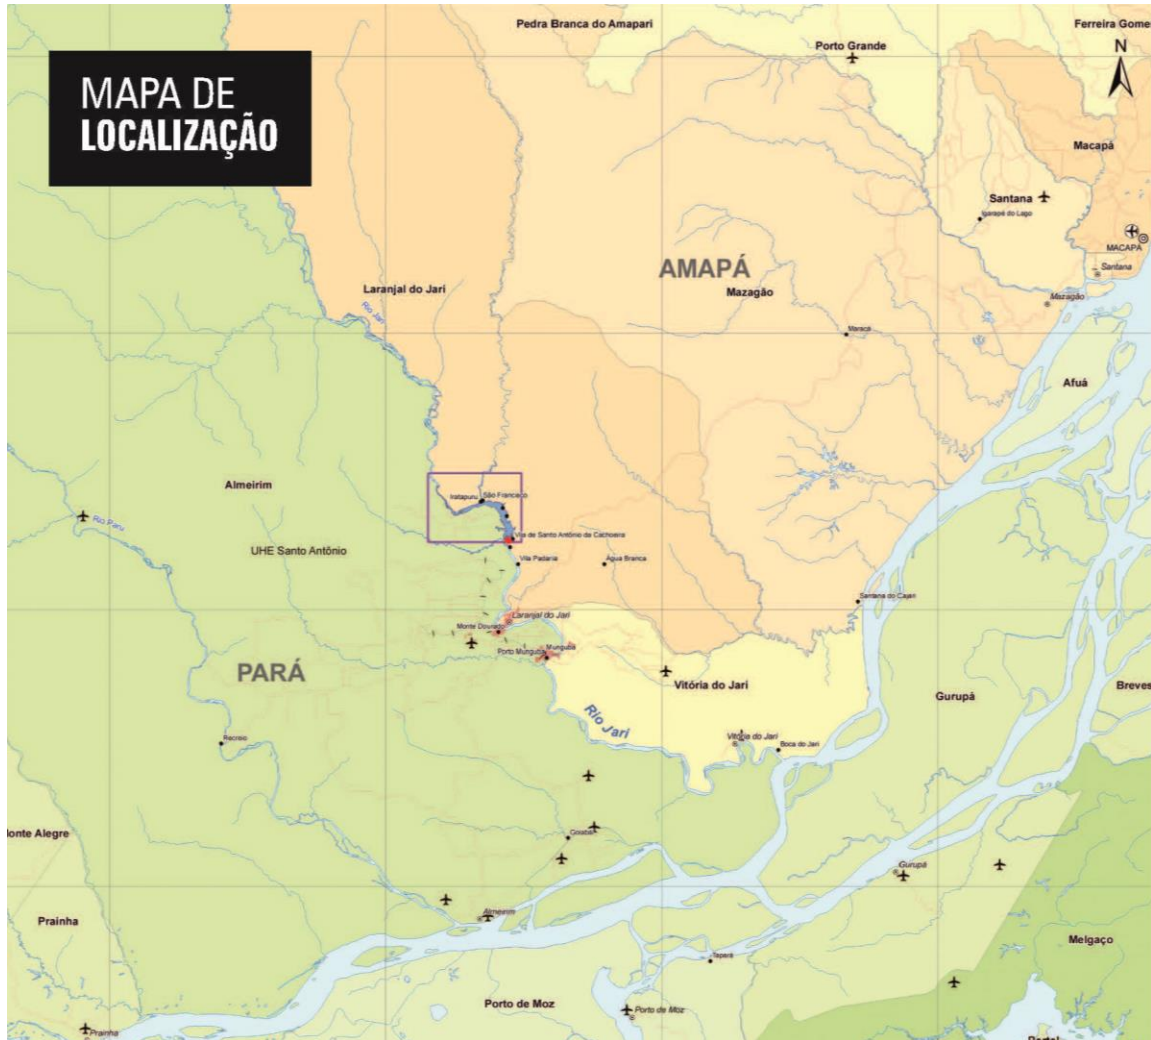 Pedra Branca do Amapari
Ferreira Gome
Porto Grande
N
MAPA DE
LOCALIZAÇÃO
Macapá
Santana
Igarapé do Lago
MACAPÁ
AMAPÁ
Santana
Laranjal do Jari
Mazagão
Mazagão
Rio Jari
Maracá
Afuá
Almeirim
Iratapuru
São Francisco
Rio Paru
UHE Santo Antônio
Vila de Santo Antônio da Cachoeira
Vila Padaria
Água Branca
Santana do Cajari
Laranjal do Jari
Monte Dourado
Porto Munguba
Munguba
PARÁ
Vitória do Jari
Gurupá
Breves
Rio Jari
Recreio
Vitória do Jari
Boca do Jari
onte Alegre
Goiabá
Gurupá
Almeirim
Prainha
Melgaço
Tapará
Porto de Moz
Porto de Moz
Prainha
Portel